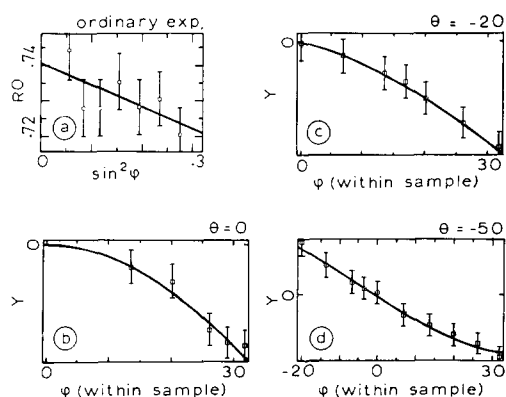 ordinary exp.
.74
RO
.72
a
0
.3
sin²φ
θ = -20
0
Y
c
0
30
φ (within sample)
θ = 0
0
Y
b
0
30
φ (within sample)
θ = -50
Y
0
d
-20
0
30
φ (within sample)